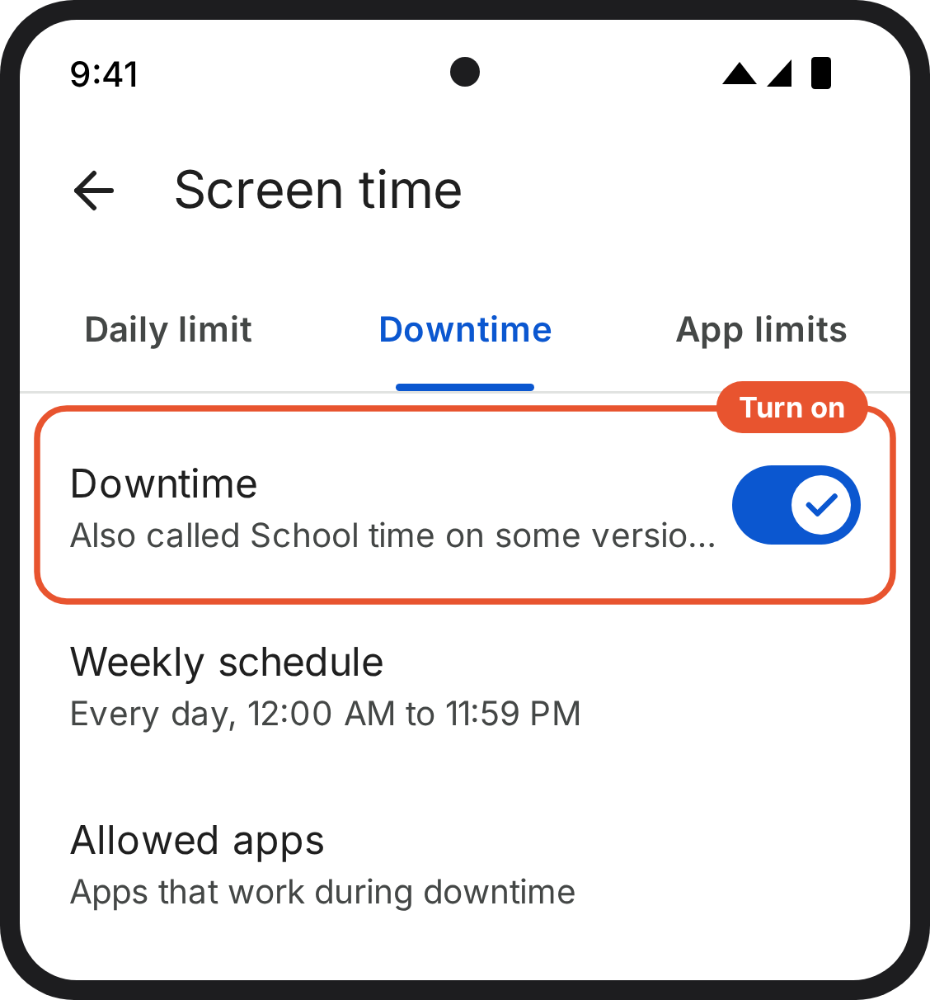 9:41
Screen time
Daily limit
Downtime
App limits
Turn on
Downtime
Also called School time on some versio...
Weekly schedule
Every day, 12:00 AM to 11:59 PM
Allowed apps
Apps that work during downtime